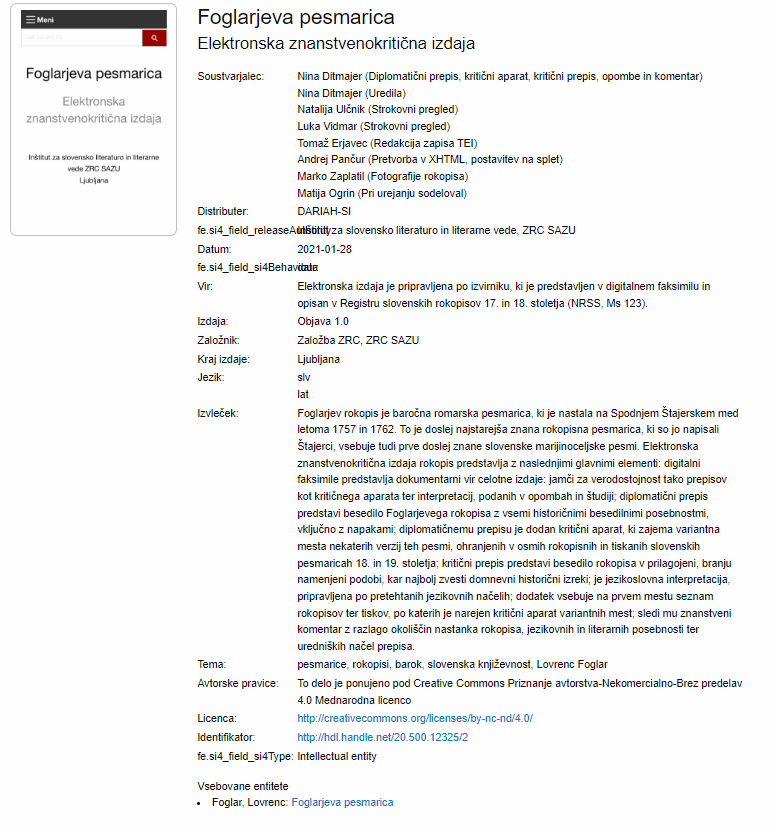 Meni
Foglarjeva pesmarica
Elektronska
znanstvenokritična izdaja
Inštitut za slovensko literaturo in literarne
vede ZRC SAZU
Ljubljana
Foglarjeva pesmarica
Elektronska znanstvenokritična izdaja
Soustvarjalec: Nina Ditmajer (Diplomatični prepis, kritični aparat, kritični prepis, opombe in komentar)
Nina Ditmajer (Uredila)
Natalija Ulčnik (Strokovni pregled)
Luka Vidmar (Strokovni pregled)
Tomaž Erjavec (Redakcija zapisa TEI)
Andrej Pančur (Pretvorba v XHTML, postavitev na splet)
Marko Zaplatil (Fotografije rokopisa)
Matija Ogrin (Pri urejanju sodeloval)
Distributer: DARIAH-SI
fe.si4_field_releaseAuthority Inštitut za slovensko literaturo in literarne vede, ZRC SAZU
Datum: 2021-01-28
fe.si4_field_si4Behaviour: data
Vir: Elektronska izdaja je pripravljena po izvirniku, ki je predstavljen v digitalnem faksimilu in
opisan v Registru slovenskih rokopisov 17. in 18. stoletja (NRSS, Ms 123).
Izdaja: Objava 1.0
Založnik: Založba ZRC, ZRC SAZU
Kraj izdaje: Ljubljana
Jezik: slv
lat
Izvleček: Foglarjev rokopis je baročna romarska pesmarica, ki je nastala na Spodnjem Štajerskem med
letoma 1757 in 1762. To je doslej najstarejša znana rokopisna pesmarica, ki so jo napisali
Štajerci, vsebuje tudi prve doslej znane slovenske marijinoceljske pesmi. Elektronska
znanstvenokritična izdaja rokopis predstavlja z naslednjimi glavnimi elementi: digitalni
faksimile predstavlja dokumentarni vir celotne izdaje: jamči za verodostojnost tako prepisov
kot kritičnega aparata ter interpretacij, podanih v opombah in študiji; diplomatični prepis
predstavi besedilo Foglarjevega rokopisa z vsemi historičnimi besedilnimi posebnostmi,
vključno z napakami; diplomatičnemu prepisu je dodan kritični aparat, ki zajema variantna
mesta nekaterih verzij teh pesmi, ohranjenih v osmih rokopisnih in tiskanih slovenskih
pesmaricah 18. in 19. stoletja; kritični prepis predstavi besedilo rokopisa v prilagojeni, branju
namenjeni podobi, kar najbolj zvesti domnevni historični izreki; je jezikoslovna interpretacija,
pripravljena po pretehtanih jezikovnih načelih; dodatek vsebuje na prvem mestu seznam
rokopisov ter tiskov, po katerih je narejen kritični aparat variantnih mest; sledi mu znanstveni
komentar z razlago okoliščin nastanka rokopisa, jezikovnih in literarnih posebnosti ter
uredniških načel prepisa.
Tema: pesmarice, rokopisi, barok, slovenska književnost, Lovrenc Foglar
Avtorske pravice: To delo je ponujeno pod Creative Commons Priznanje avtorstva-Nekomercialno-Brez predelav
4.0 Mednarodna licenco
Licenca: http://creativecommons.org/licenses/by-nc-nd/4.0/
Identifikator: http://hdl.handle.net/20.500.12325/2
fe.si4_field_si4Type: Intellectual entity
Vsebovane entitete
• Foglar, Lovrenc: Foglarjeva pesmarica